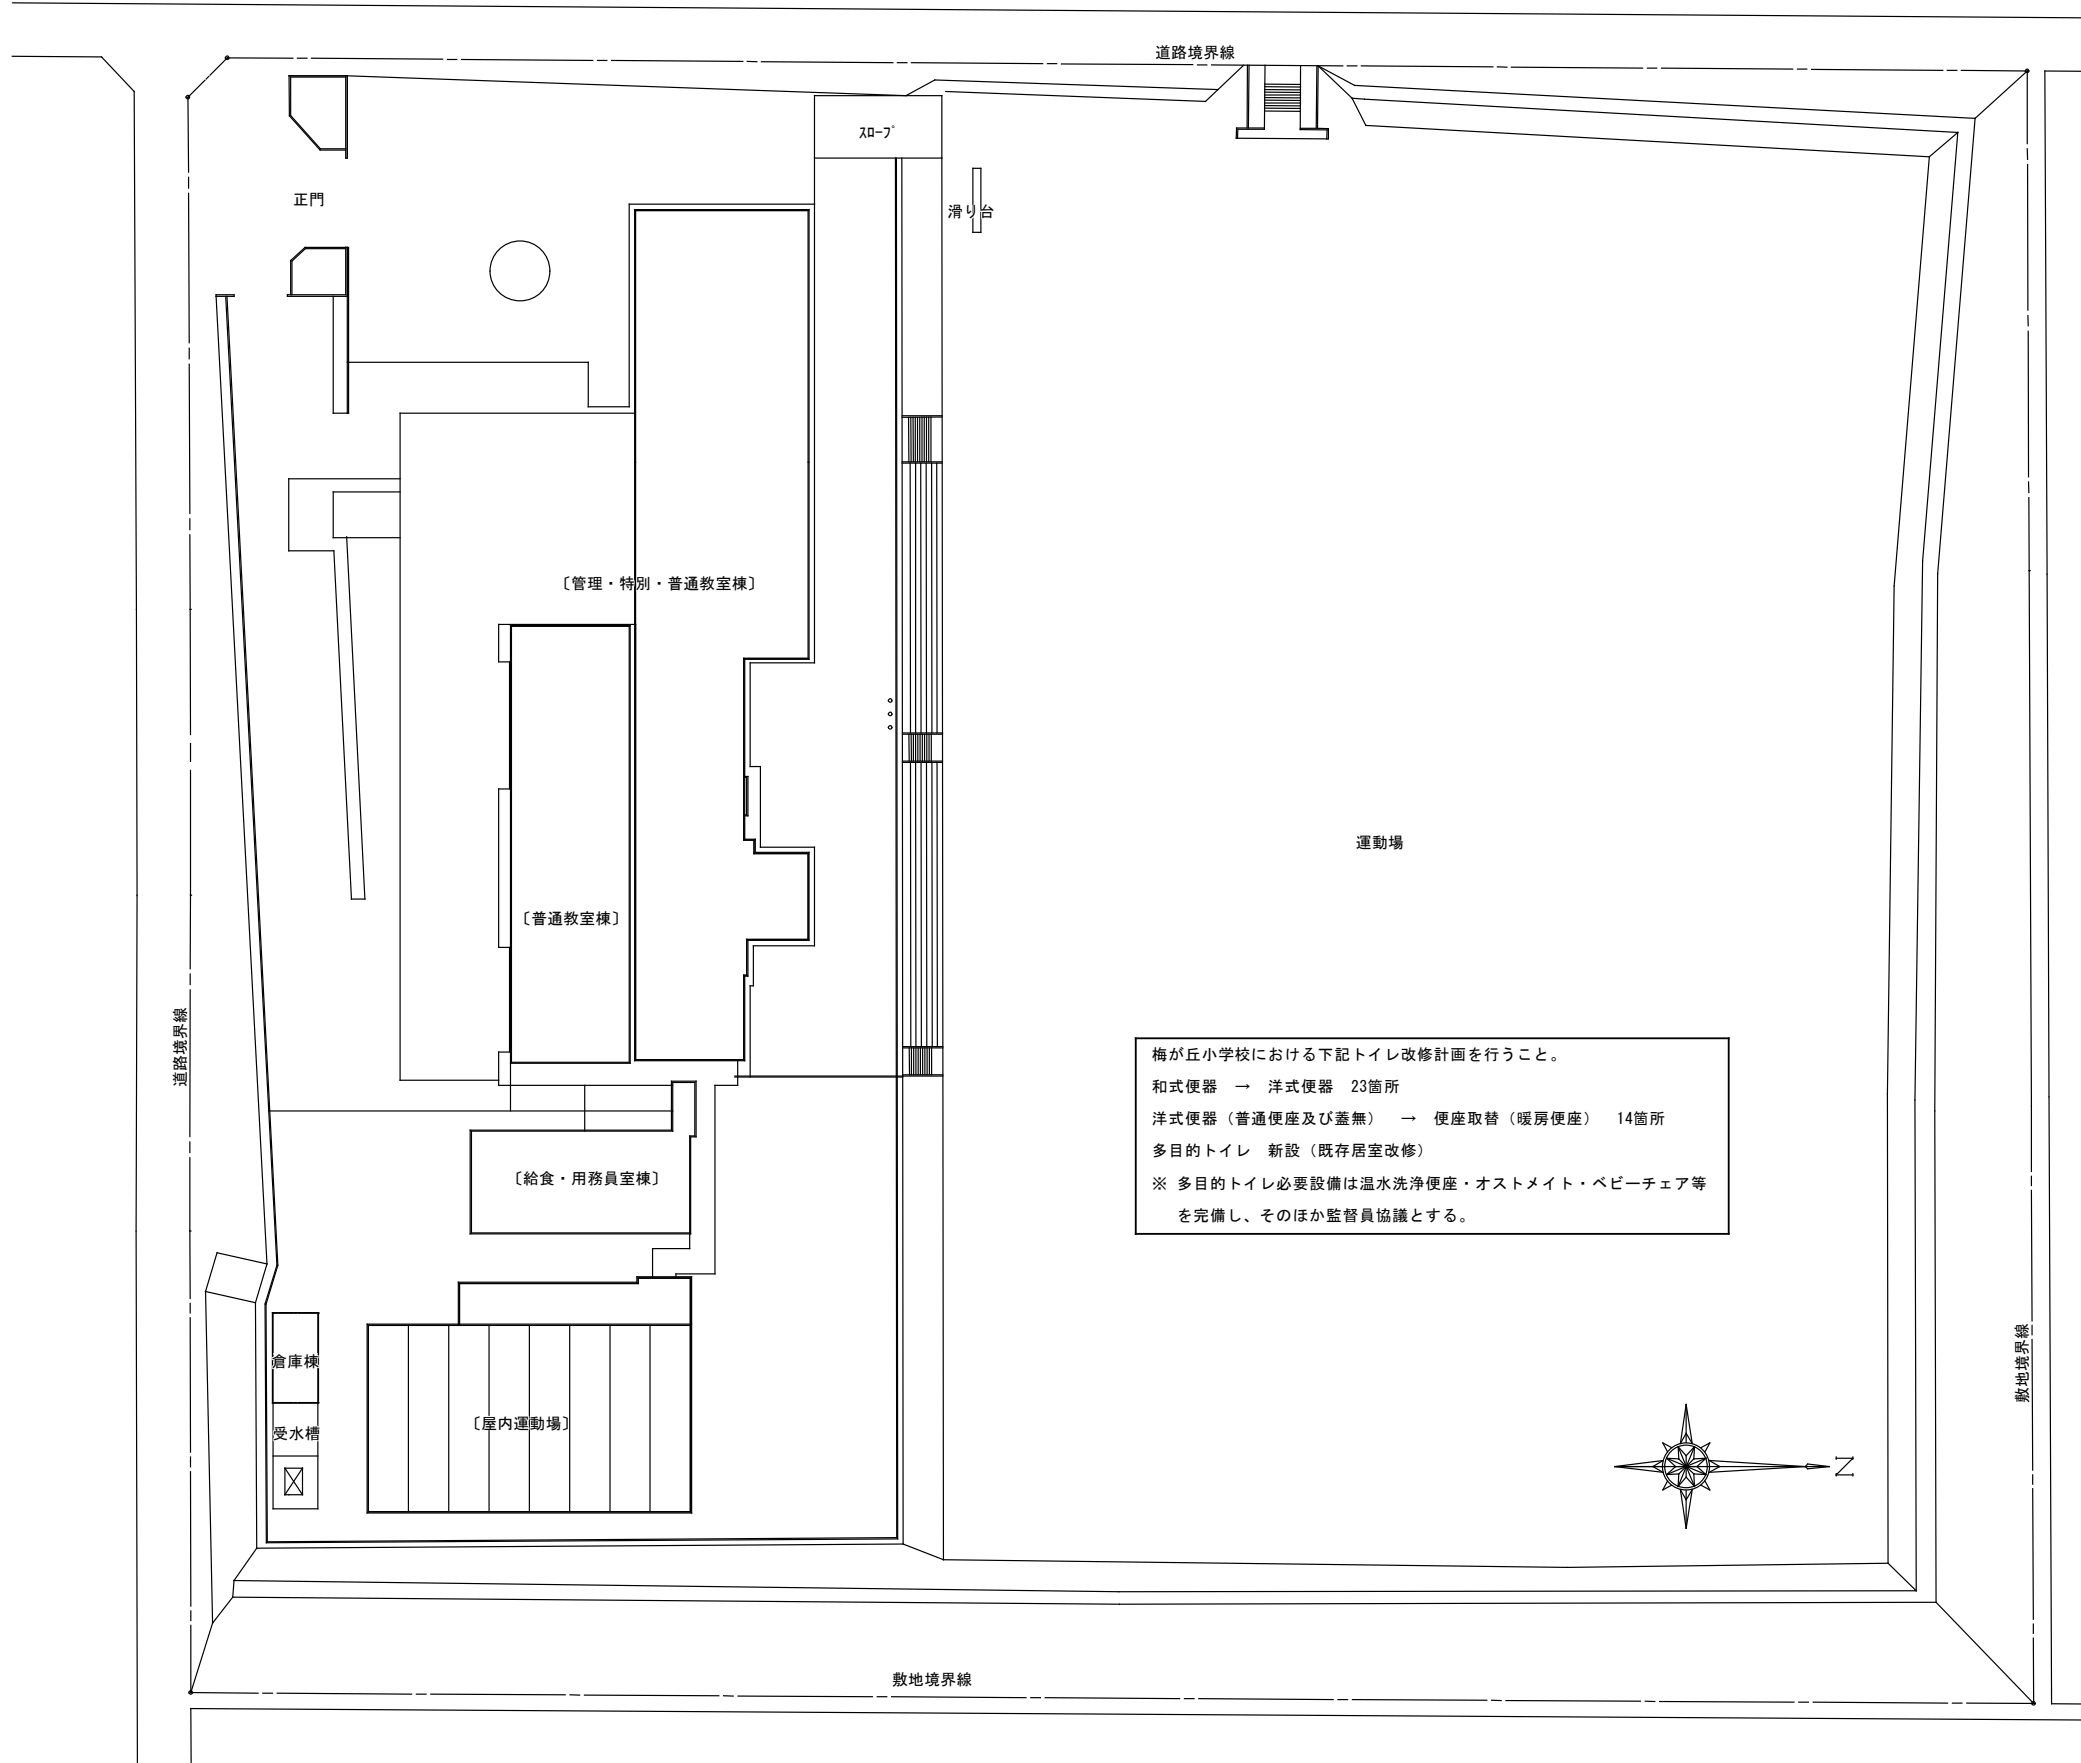 道路境界線
スロープ
正門
滑り台
〔管理・特別・普通教室棟〕
運動場
〔普通教室棟〕
道路境界線
梅が丘小学校における下記トイレ改修計画を行うこと。
和式便器 → 洋式便器 23箇所
洋式便器（普通便座及び蓋無） → 便座取替（暖房便座） 14箇所
多目的トイレ 新設（既存居室改修）
※ 多目的トイレ必要設備は温水洗浄便座・オストメイト・ベビーチェア等
を完備し、そのほか監督員協議とする。
〔給食・用務員室棟〕
倉庫棟
敷地境界線
〔屋内運動場〕
受水槽
N
敷地境界線